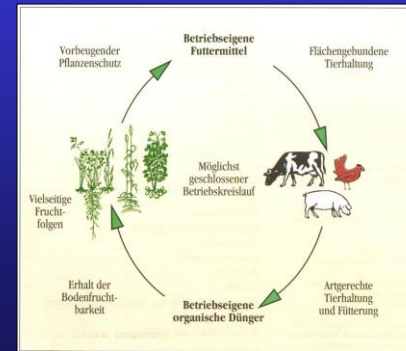 Vorbeugender
Pflanzenschutz
Betriebseigene
Futtermittel
Flächengebundene
Tierhaltung
Vielseitige
Frucht-
folgen
Möglichst
geschlossener
Betriebskreislauf
Erhalt der
Bodenfrucht-
barkeit
Betriebseigene
organische Dünger
Artgerechte
Tierhaltung
und Fütterung